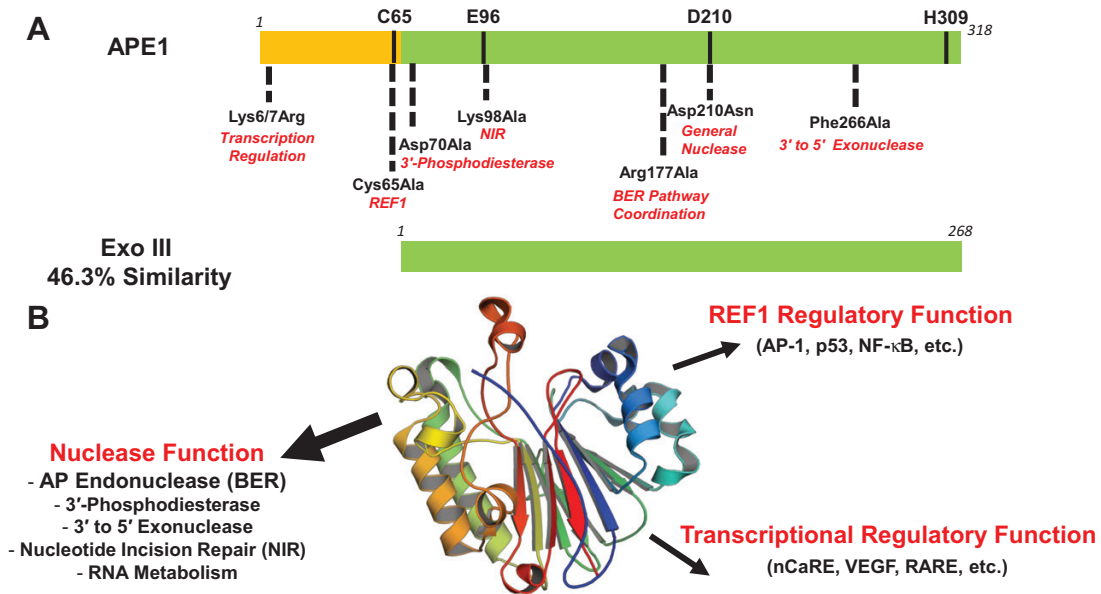 A
APE1
1
C65
E96
D210
H309
318
Lys6/7Arg
Transcription
Regulation
Cys65Ala
REF1
Asp70Ala
3′-Phosphodiesterase
Lys98Ala
NIR
Arg177Ala
BER Pathway
Coordination
Asp210Asn
General
Nuclease
Phe266Ala
3′ to 5′ Exonuclease
Exo III
46.3% Similarity
1
268
B
REF1 Regulatory Function
(AP-1, p53, NF-κB, etc.)
Nuclease Function
- AP Endonuclease (BER)
- 3′-Phosphodiesterase
- 3′ to 5′ Exonuclease
- Nucleotide Incision Repair (NIR)
- RNA Metabolism
Transcriptional Regulatory Function
(nCaRE, VEGF, RARE, etc.)